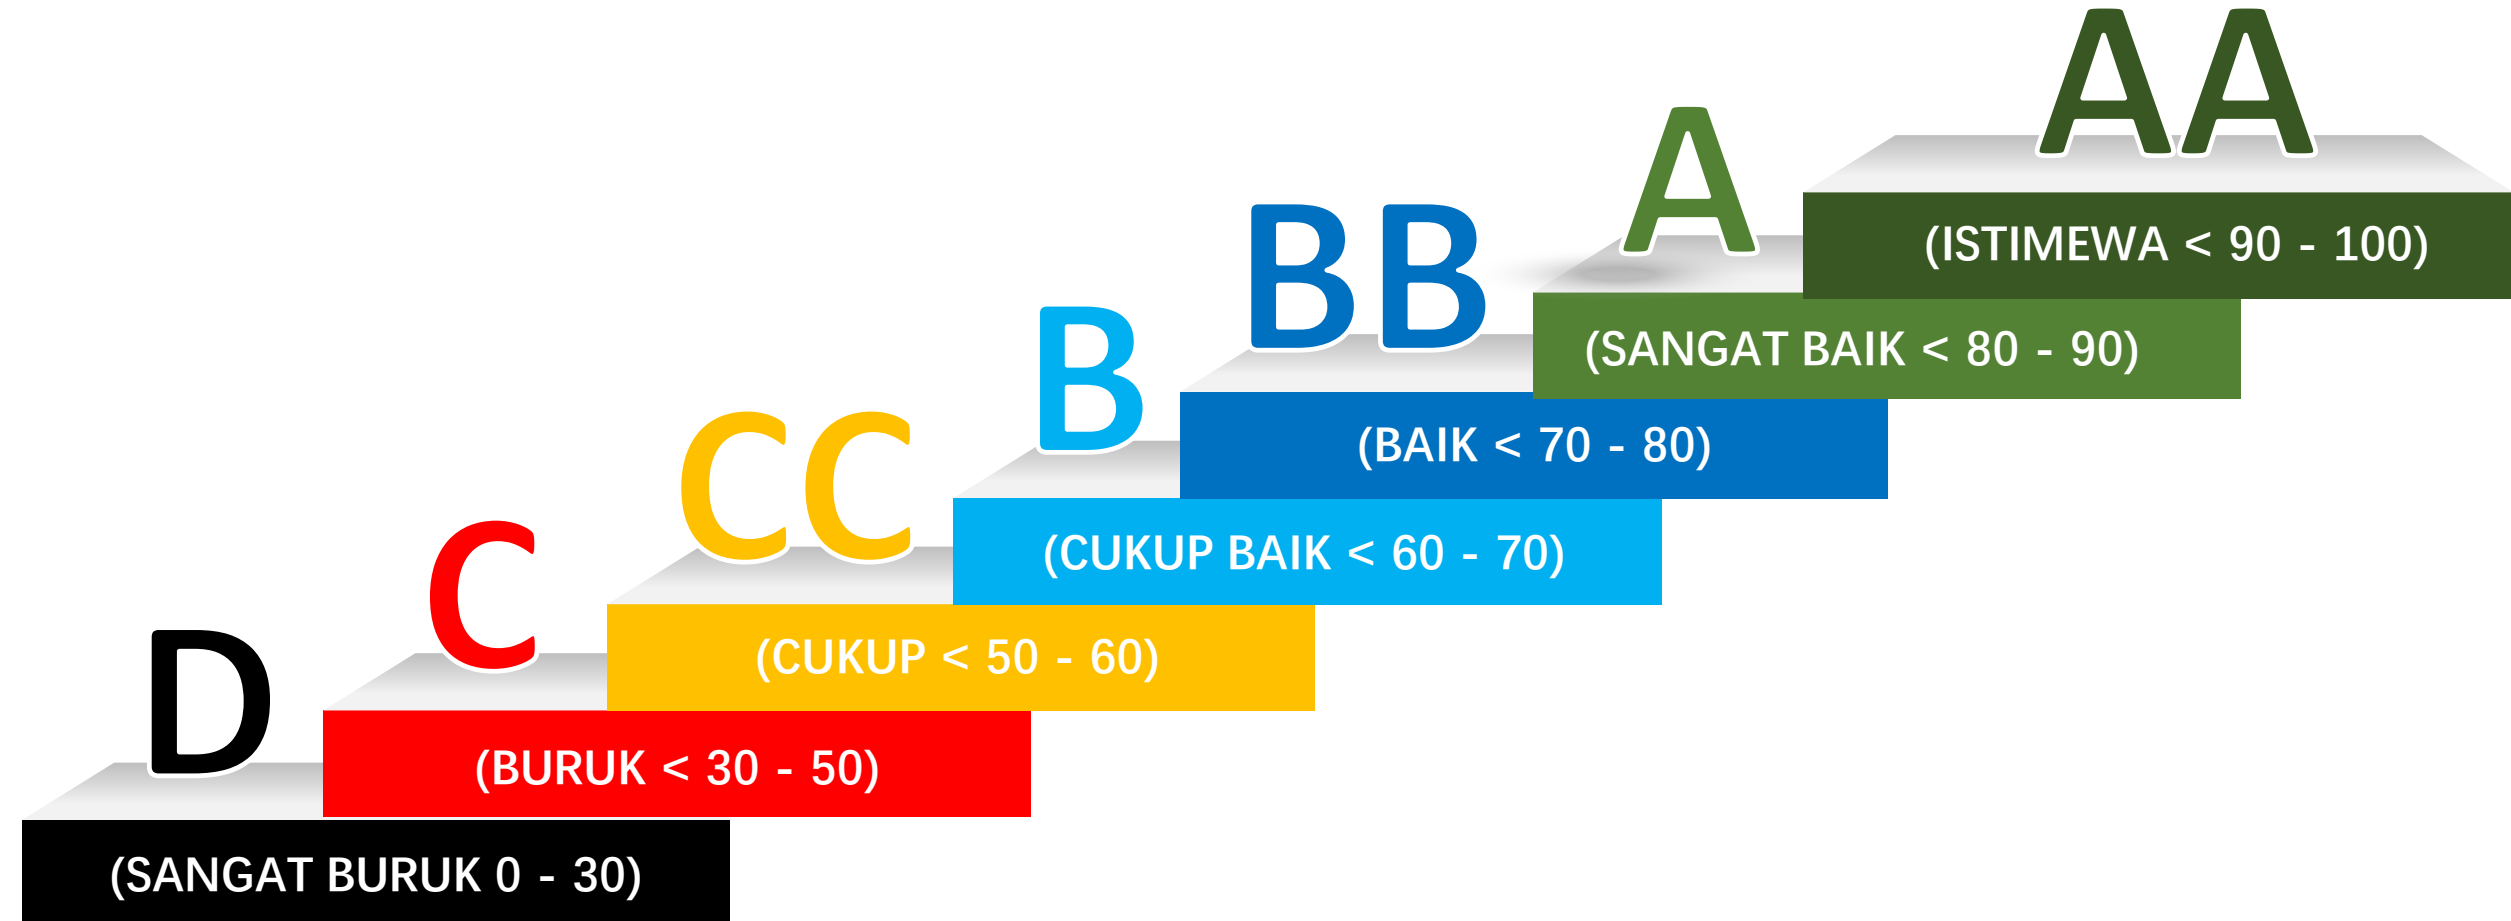 AA
(ISTIMEWA < 90 - 100)
A
(SANGAT BAIK < 80 - 90)
BB
(BAIK < 70 - 80)
B
(CUKUP BAIK < 60 - 70)
CC
(CUKUP < 50 - 60)
C
(BURUK < 30 - 50)
D
(SANGAT BURUK 0 - 30)